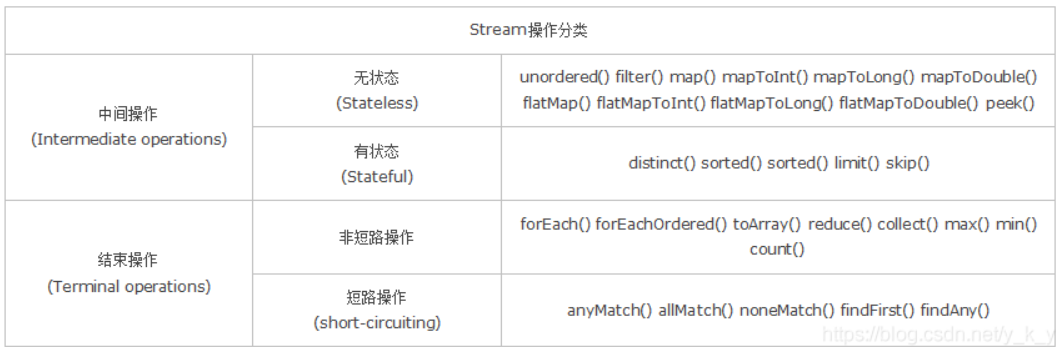 Stream操作分类
中间操作
(Intermediate operations)
无状态
(Stateless)
unordered() filter() map() mapToInt() mapToLong() mapToDouble()
flatMap() flatMapToInt() flatMapToLong() flatMapToDouble() peek()
有状态
(Stateful)
distinct() sorted() sorted() limit() skip()
结束操作
(Terminal operations)
非短路操作
forEach() forEachOrdered() toArray() reduce() collect() max() min()
count()
短路操作
(short-circuiting)
anyMatch() allMatch() noneMatch() findFirst() findAny()
https://blog.csdn.net/y_k_y